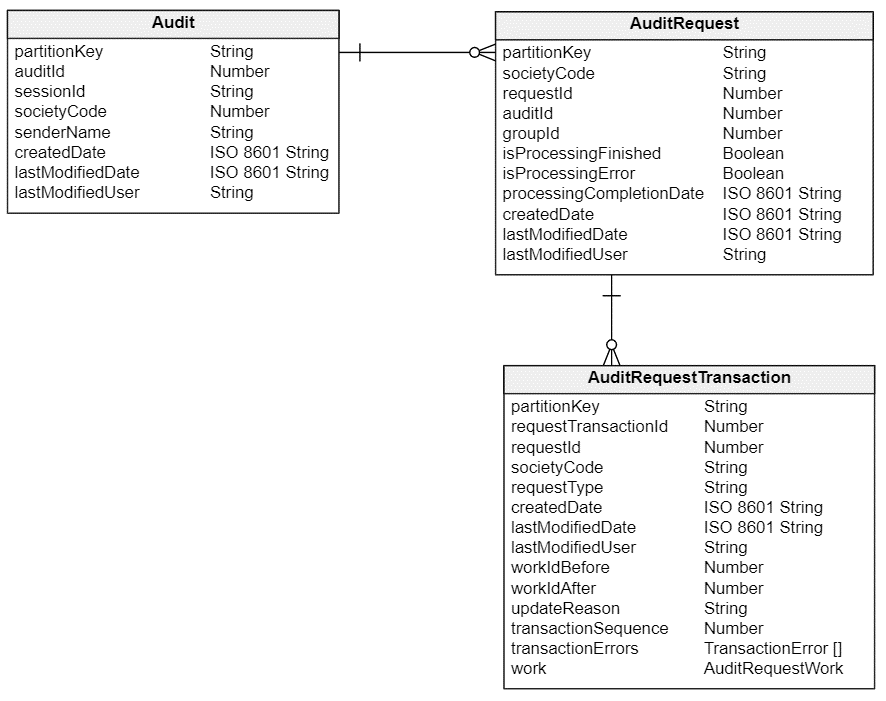 Audit
partitionKey String
auditId Number
sessionId String
societyCode Number
senderName String
createdDate ISO 8601 String
lastModifiedDate ISO 8601 String
lastModifiedUser String
AuditRequest
partitionKey String
societyCode String
requestId Number
auditId Number
groupId Number
isProcessingFinished Boolean
isProcessingError Boolean
processingCompletionDate ISO 8601 String
createdDate ISO 8601 String
lastModifiedDate ISO 8601 String
lastModifiedUser String
AuditRequestTransaction
partitionKey String
requestTransactionId Number
requestId Number
societyCode String
requestType String
createdDate ISO 8601 String
lastModifiedDate ISO 8601 String
lastModifiedUser String
workIdBefore Number
workIdAfter Number
updateReason String
transactionSequence Number
transactionErrors TransactionError []
work AuditRequestWork